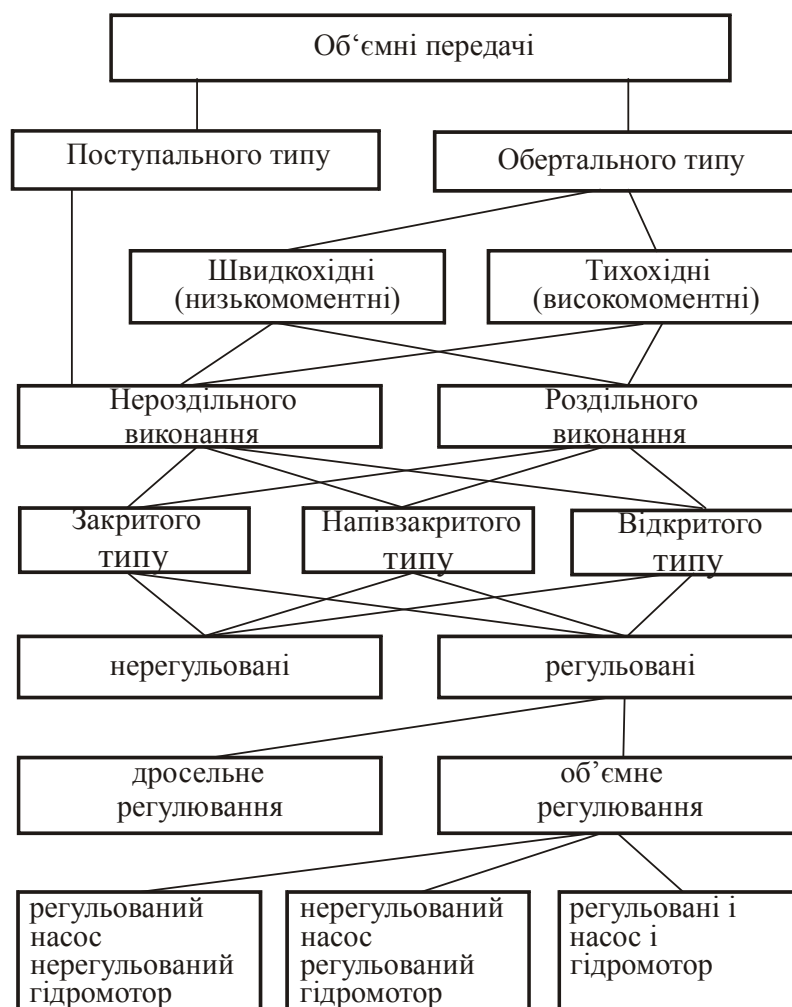 Об‘ємні передачі
Поступального типу
Обертального типу
Швидкохідні
(низькомоментні)
Тихохідні
(високомоментні)
Нероздільного
виконання
Роздільного
виконання
Закритого
типу
Напівзакритого
типу
Відкритого
типу
нерегульовані
регульовані
дросельне
регулювання
об’ємне
регулювання
регульований
насос
нерегульований
гідромотор
нерегульований
насос
регульований
гідромотор
регульовані і
насос і
гідромотор